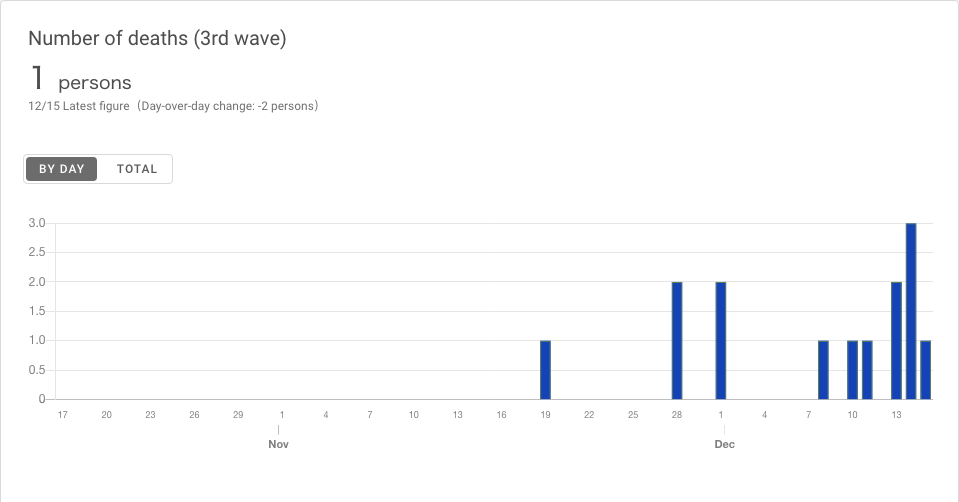 Number of deaths (3rd wave)
1 persons
12/15 Latest figure (Day-over-day change: -2 persons)
BY DAY TOTAL
3.0
2.5
2.0
1.5
1.0
0.5
0
17 20 23 26 29 1 4 7 10 13 16 19 22 25 28 1 4 7 10 13
Nov Dec